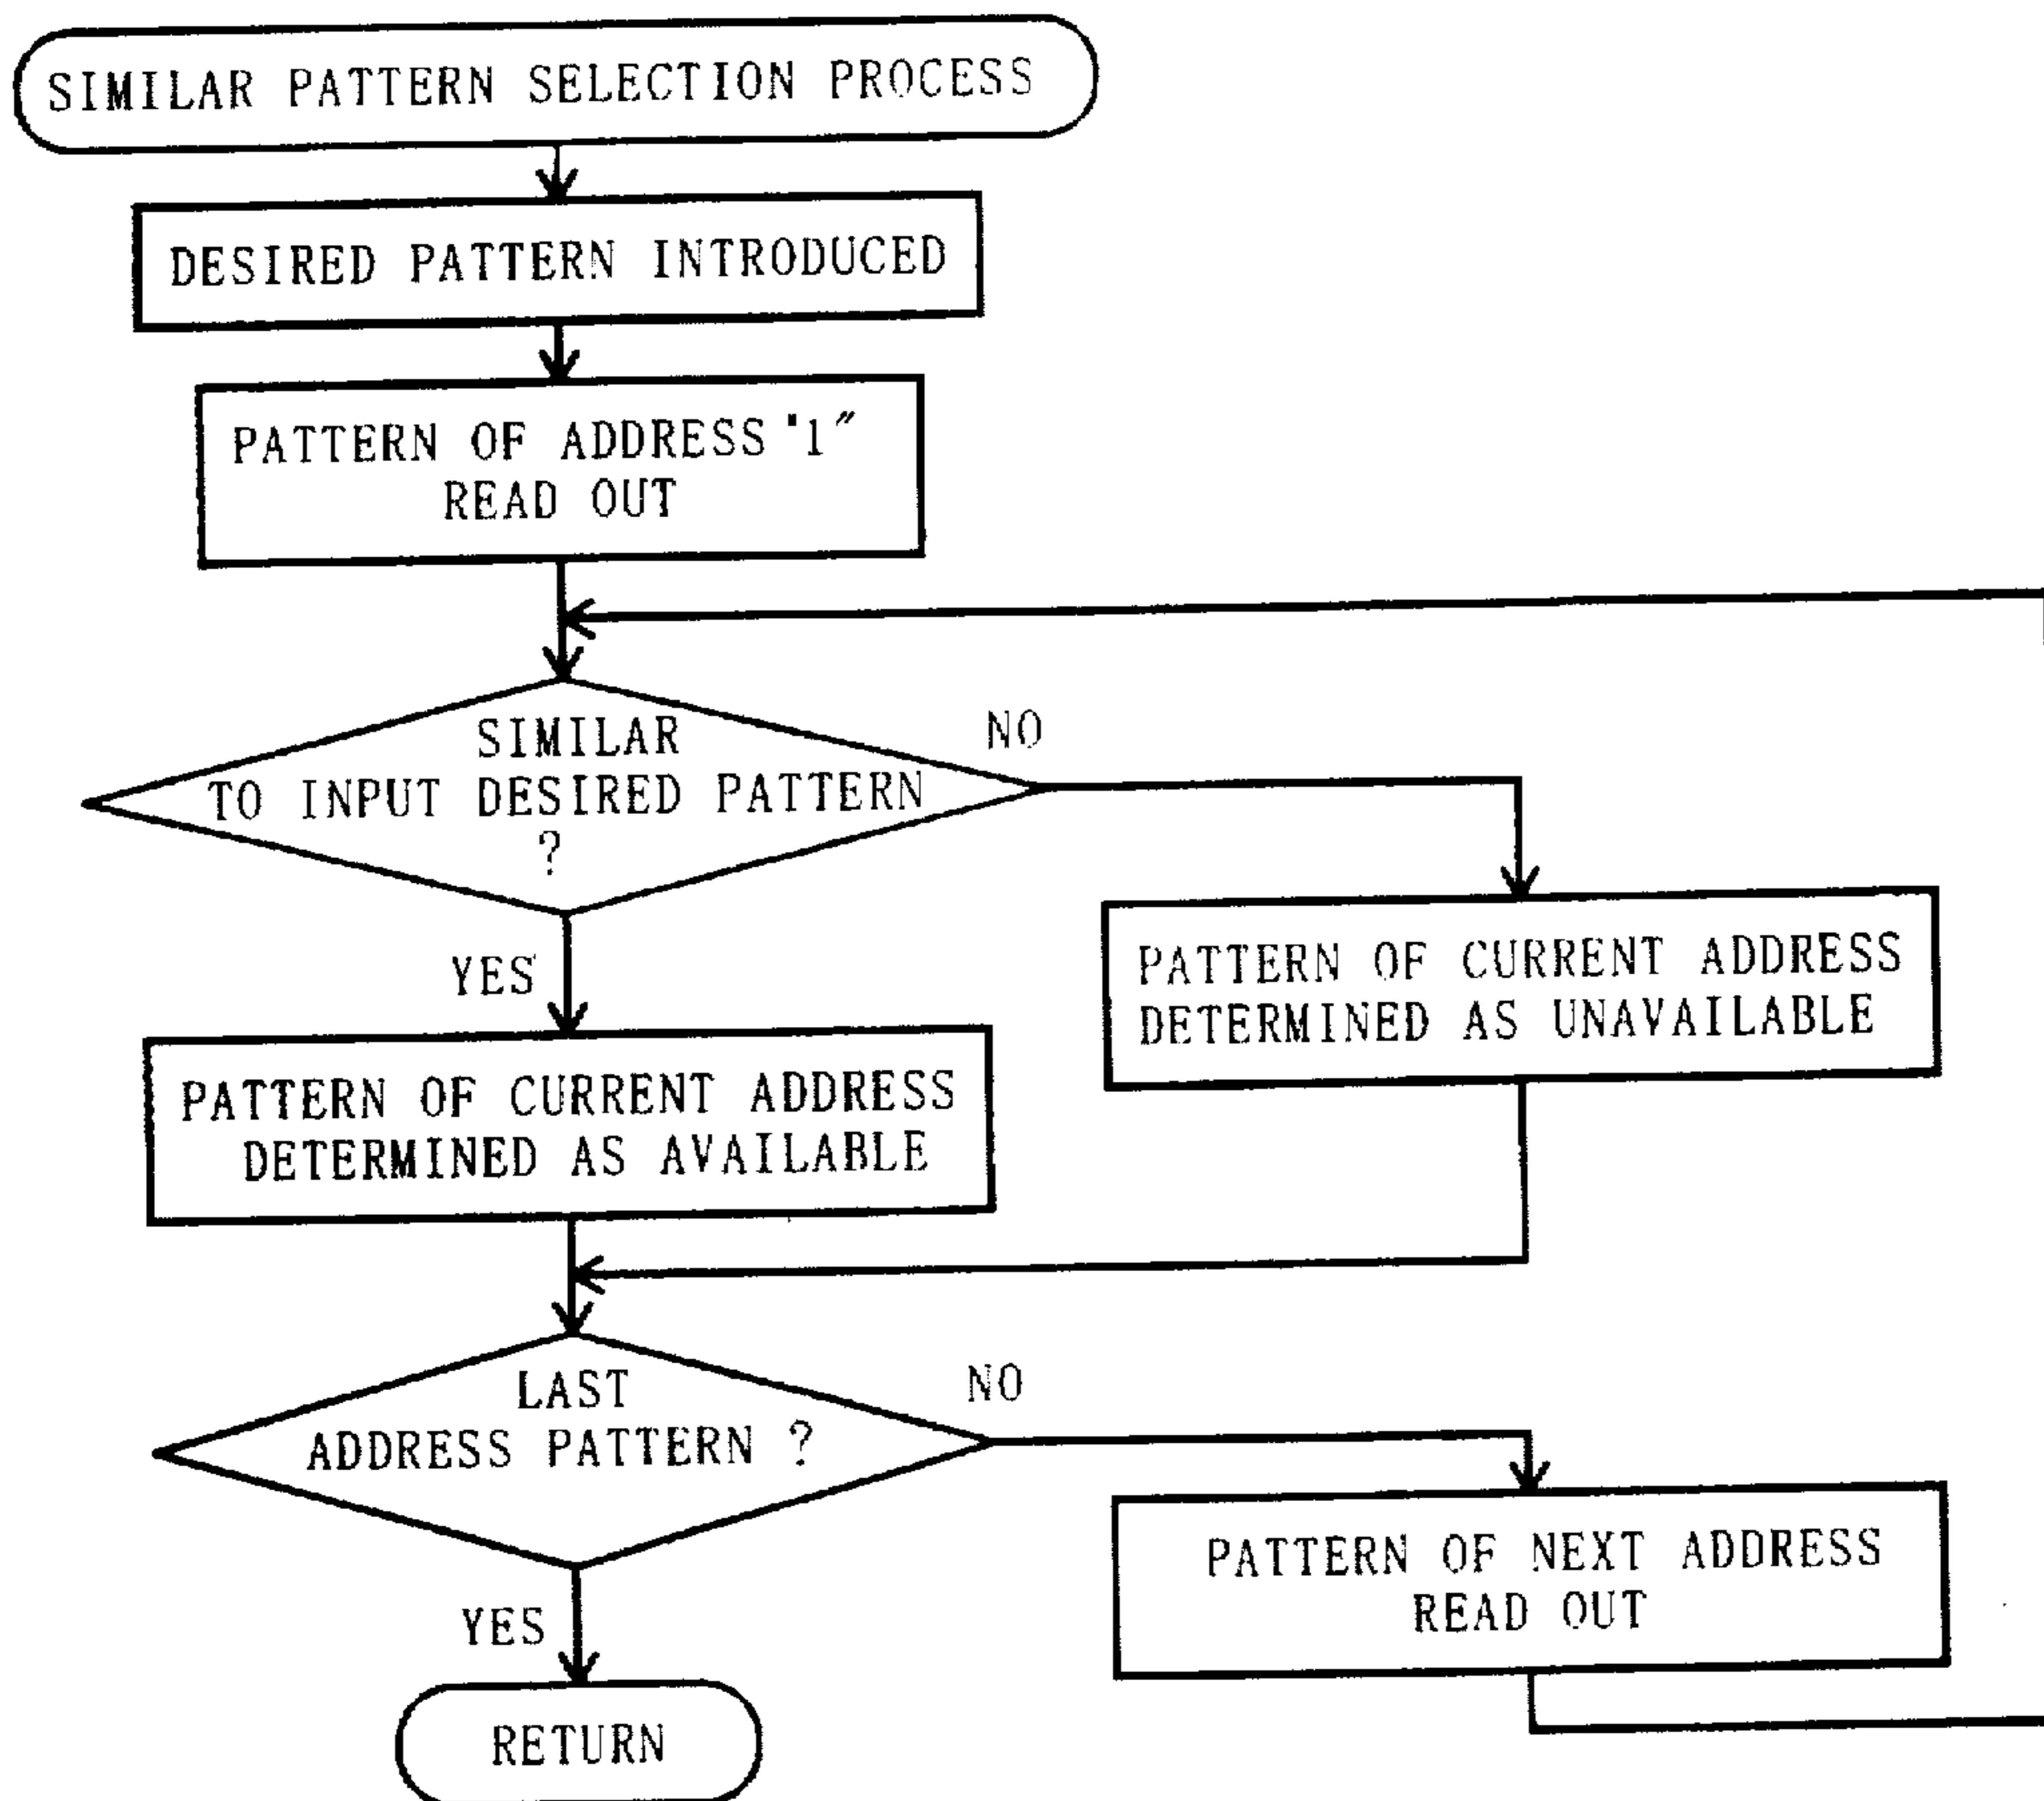 SIMILAR PATTERN SELECTION PROCESS
DESIRED PATTERN INTRODUCED
PATTERN OF ADDRESS "1"
READ OUT
SIMILAR
TO INPUT DESIRED PATTERN
?
NO
YES
PATTERN OF CURRENT ADDRESS
DETERMINED AS UNAVAILABLE
PATTERN OF CURRENT ADDRESS
DETERMINED AS AVAILABLE
LAST
ADDRESS PATTERN ?
NO
YES
PATTERN OF NEXT ADDRESS
READ OUT
RETURN